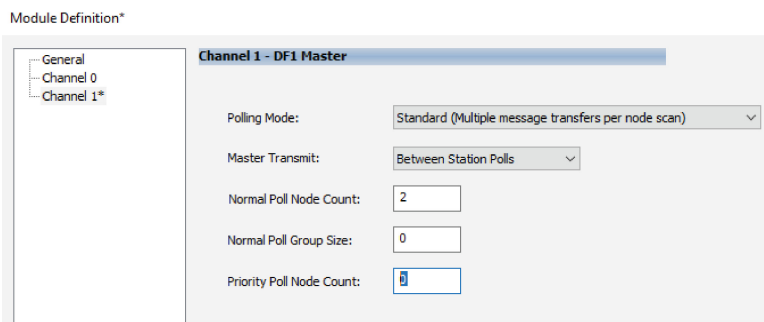 Module Definition*
General
Channel 0
Channel 1*
Channel 1 - DF1 Master
Polling Mode: Standard (Multiple message transfers per node scan)
Master Transmit: Between Station Polls
Normal Poll Node Count: 2
Normal Poll Group Size: 0
Priority Poll Node Count: 0